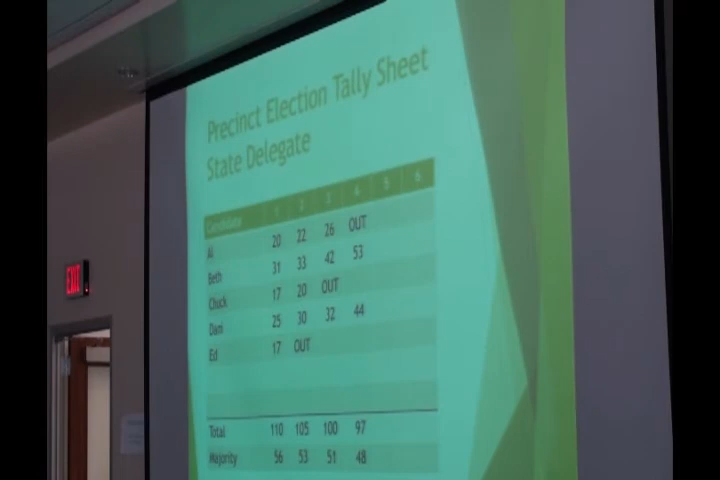 Precinct Election Tally Sheet
State Delegate
Candidate 1 2 3 4 5 6
Al 20 22 26 OUT
Beth 31 33 42 53
Chuck 17 20 OUT
Dani 25 30 32 44
Ed 17 OUT
Total 110 105 100 97
Majority 56 53 51 48
EXIT